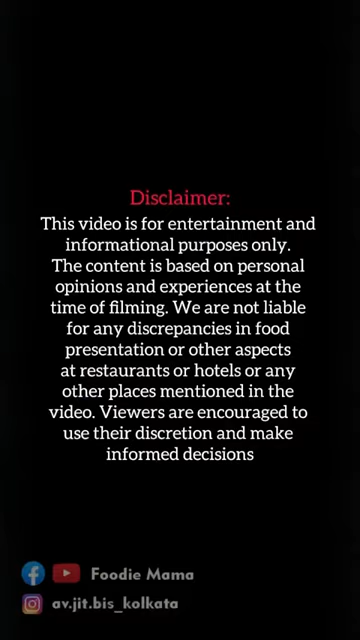 Disclaimer:
This video is for entertainment and
informational purposes only.
The content is based on personal
opinions and experiences at the
time of filming. We are not liable
for any discrepancies in food
presentation or other aspects
at restaurants or hotels or any
other places mentioned in the
video. Viewers are encouraged to
use their discretion and make
informed decisions
Foodie Mama
av.jit.bis_kolkata